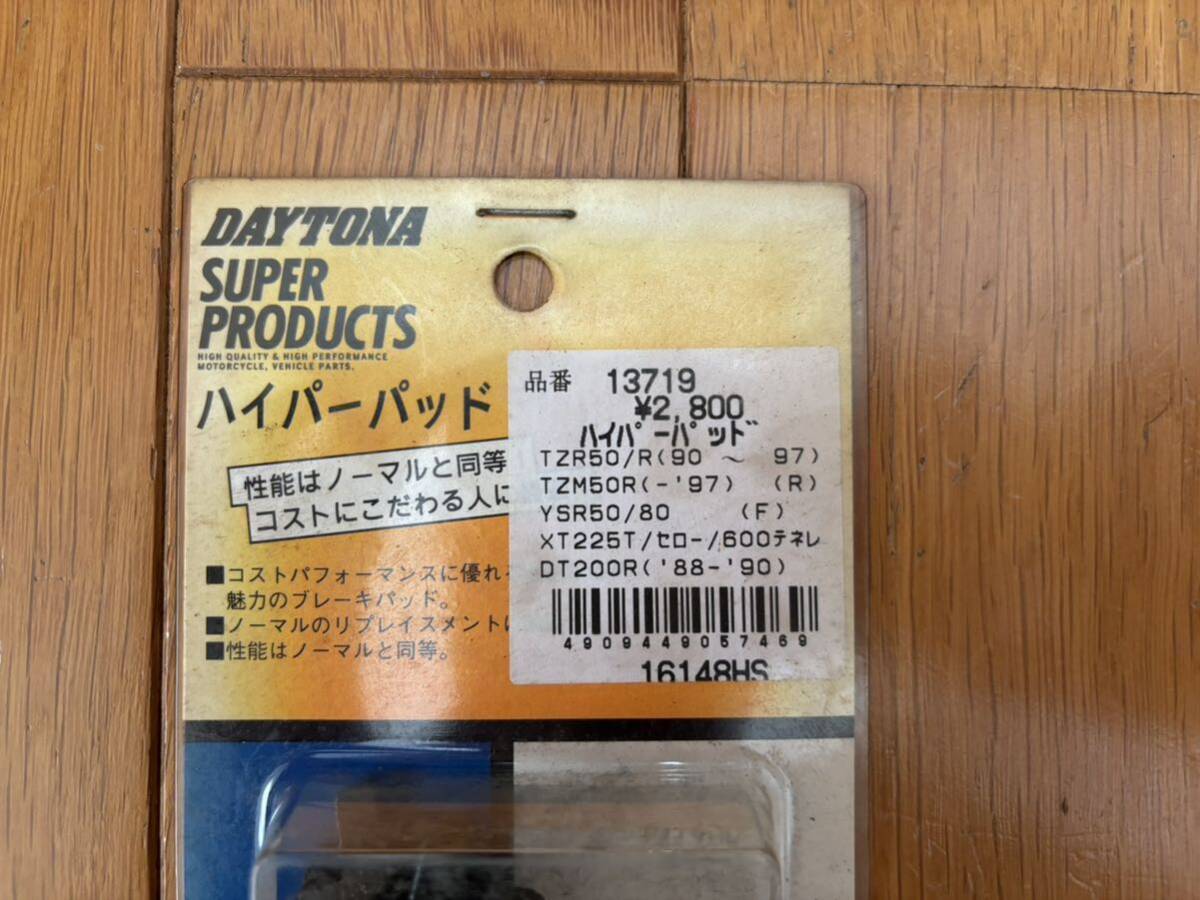 DAYTONA
SUPER
PRODUCTS
HIGH QUALITY & HIGH PERFORMANCE
MOTORCYCLE, VEHICLE PARTS.
ハイパーパッド
性能はノーマルと同等
コストにこだわる人に
■コストパフォーマンスに優れ
魅力のブレーキパッド。
■ノーマルのリプレイスメントに
■性能はノーマルと同等。
品番 13719
¥2,800
ﾊｲﾊﾟｰﾊﾟｯﾄﾞ
TZR50/R(90 ～ 97)
TZM50R(-'97) (R)
YSR50/80 (F)
XT225T/ｾﾛｰ/600ﾃﾈﾚ
DT200R('88-'90)
4909449057469
16148HS